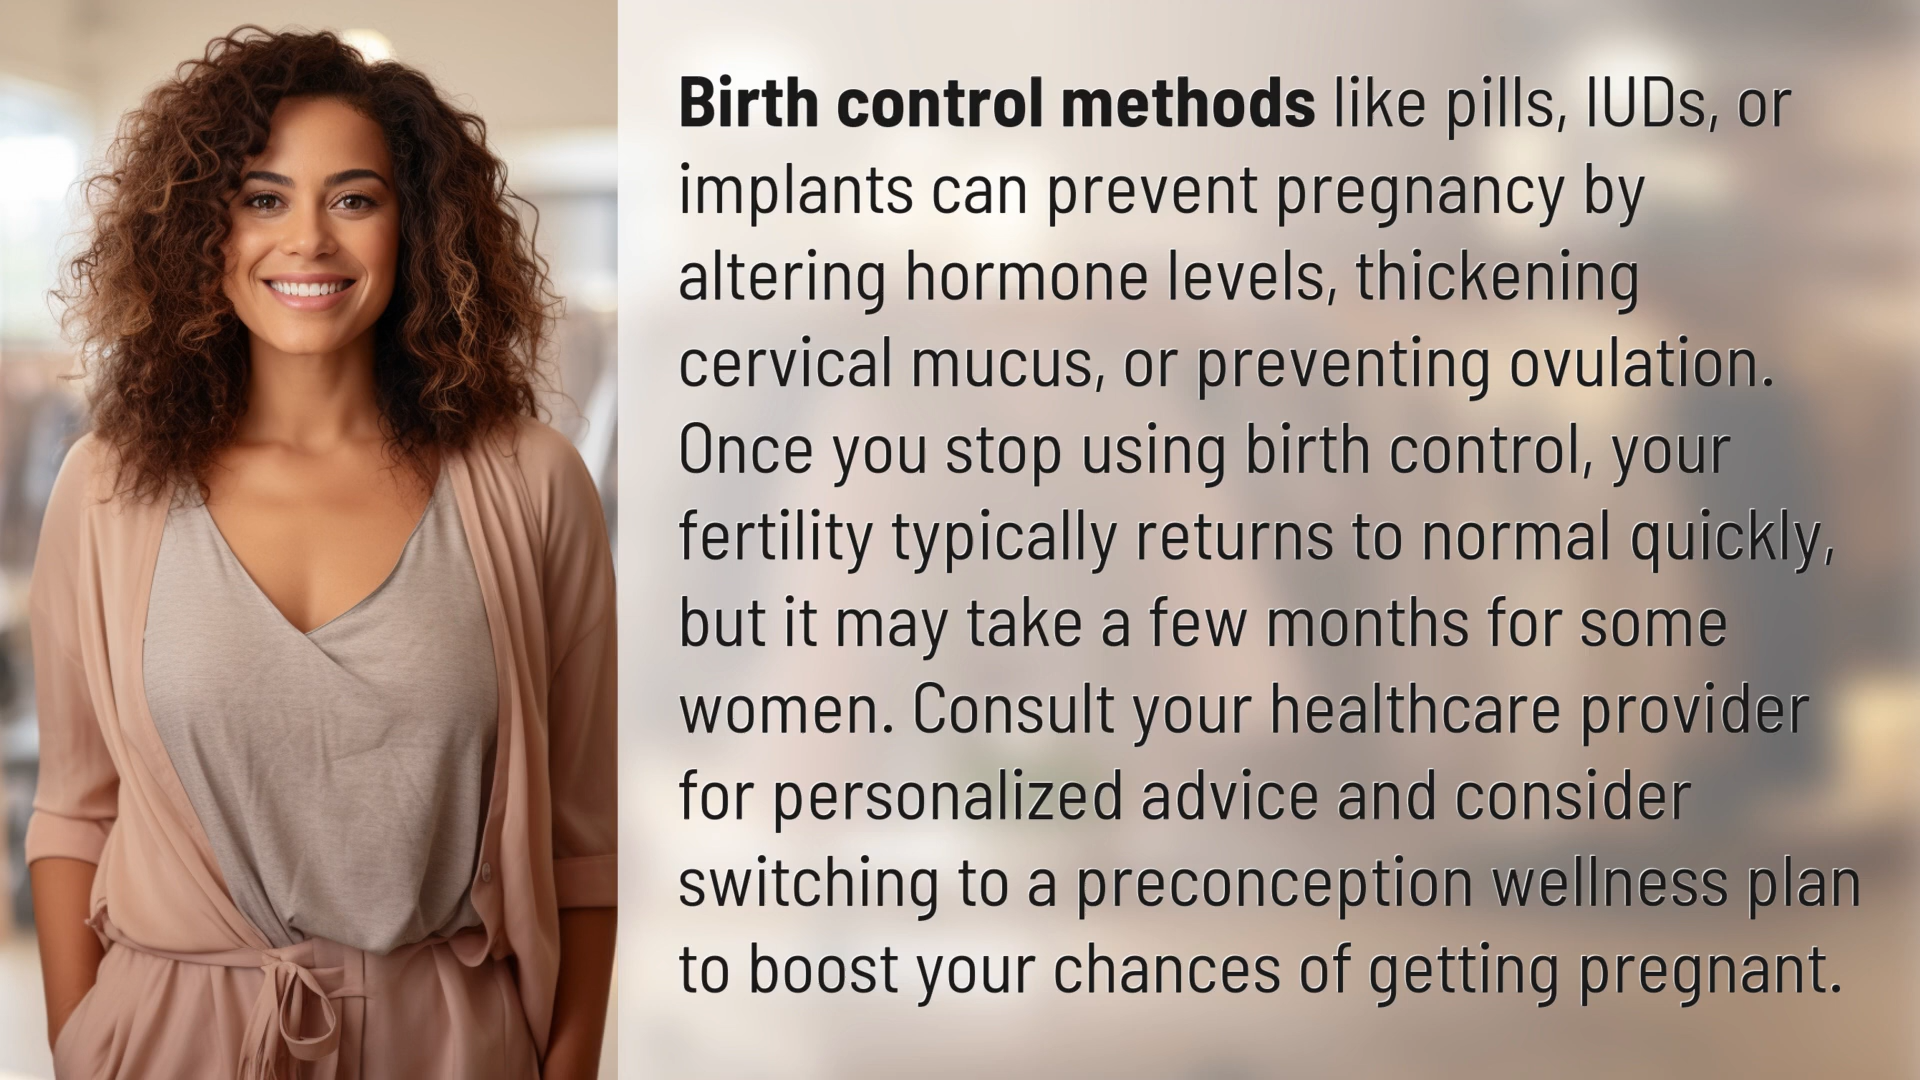 Birth control methods like pills, IUDs, or
implants can prevent pregnancy by
altering hormone levels, thickening
cervical mucus, or preventing ovulation.
Once you stop using birth control, your
fertility typically returns to normal quickly,
but it may take a few months for some
women. Consult your healthcare provider
for personalized advice and consider
switching to a preconception wellness plan
to boost your chances of getting pregnant.